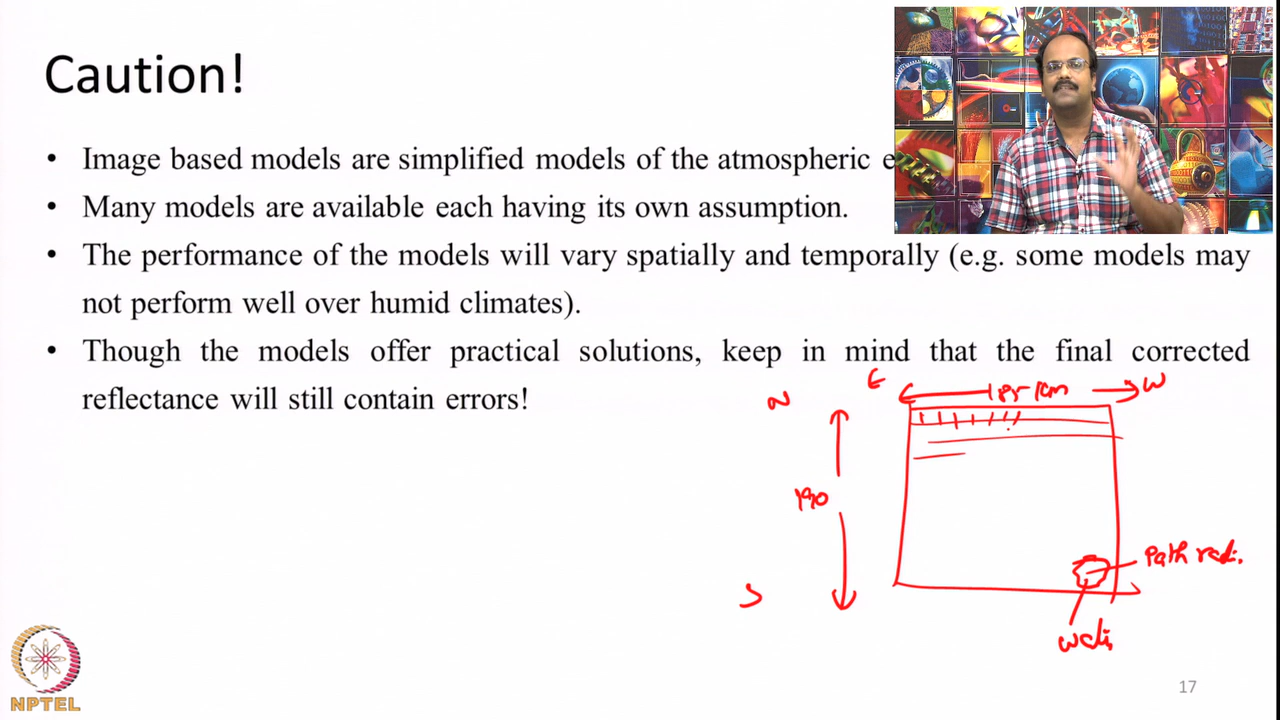 Caution!
• Image based models are simplified models of the atmospheric e
• Many models are available each having its own assumption.
• The performance of the models will vary spatially and temporally (e.g. some models may
not perform well over humid climates).
• Though the models offer practical solutions, keep in mind that the final corrected
reflectance will still contain errors!
N
E
185 km
W
190
S
Path radi.
17
NPTEL